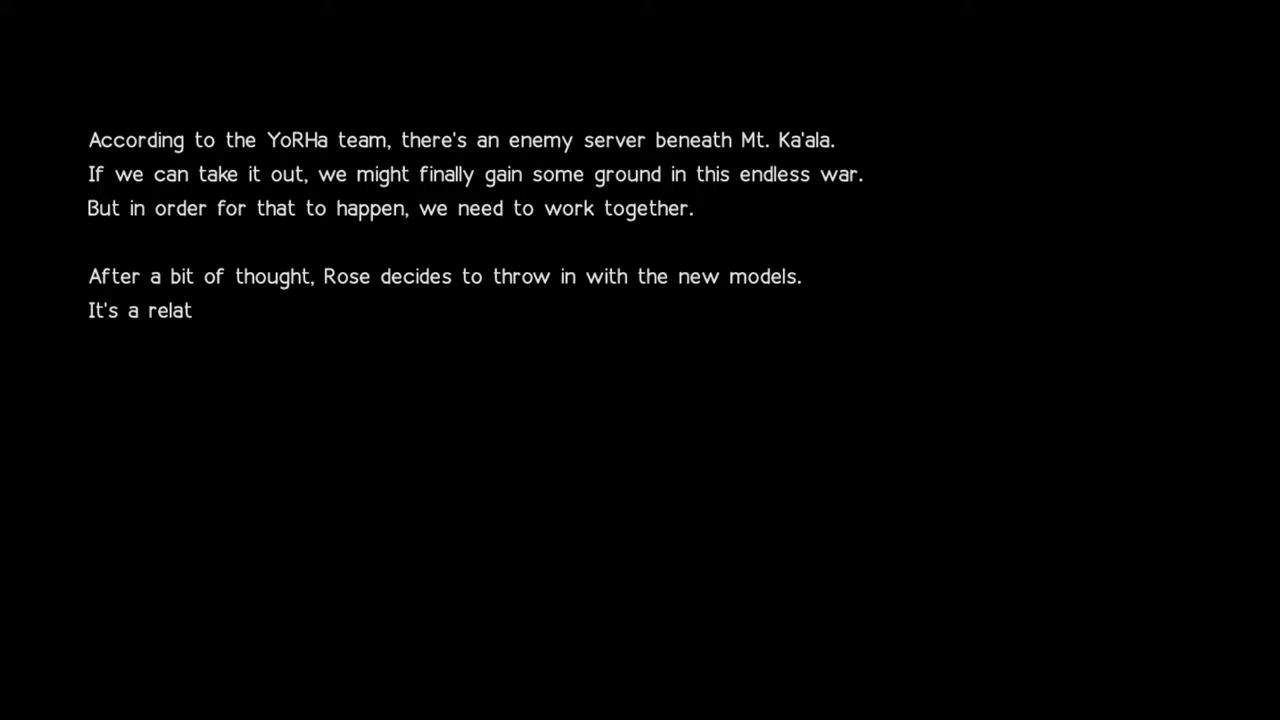 According to the YoRHa team, there's an enemy server beneath Mt. Ka'ala.
If we can take it out, we might finally gain some ground in this endless war.
But in order for that to happen, we need to work together.
After a bit of thought, Rose decides to throw in with the new models.
It's a relat